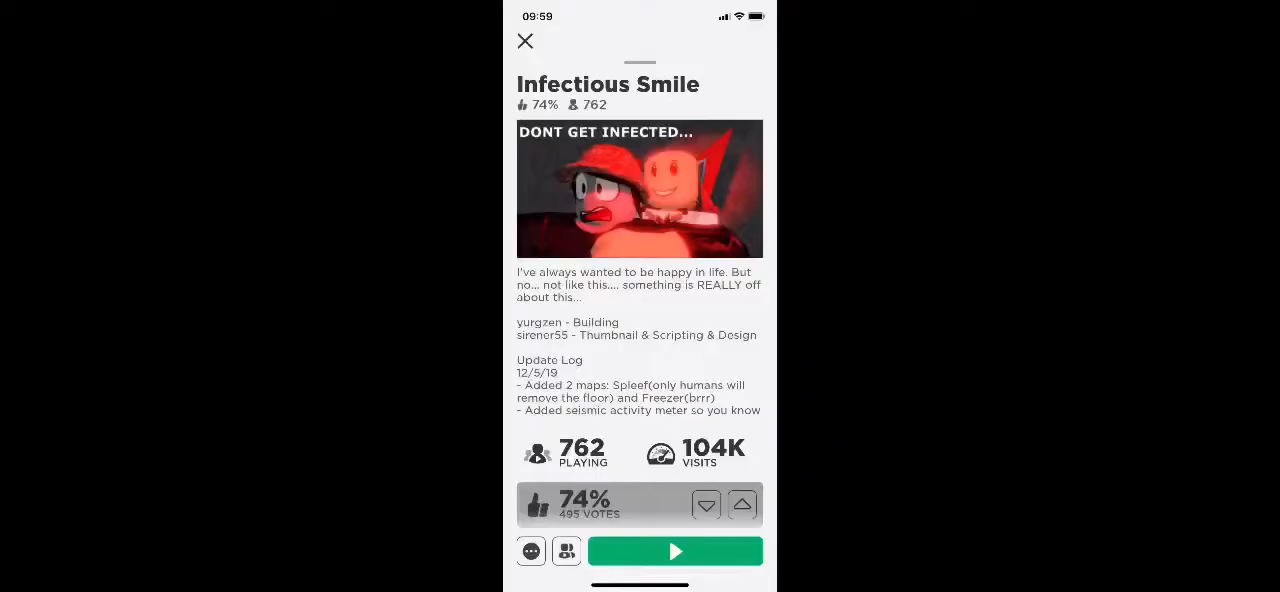 09:59
Infectious Smile
74% 762
DONT GET INFECTED...
I've always wanted to be happy in life. But
no... not like this.... something is REALLY off
about this...
yurgzen - Building
sirener55 - Thumbnail & Scripting & Design
Update Log
12/5/19
- Added 2 maps: Spleef(only humans will
remove the floor) and Freezer(brrr)
- Added seismic activity meter so you know
762
PLAYING
104K
VISITS
74%
495 VOTES